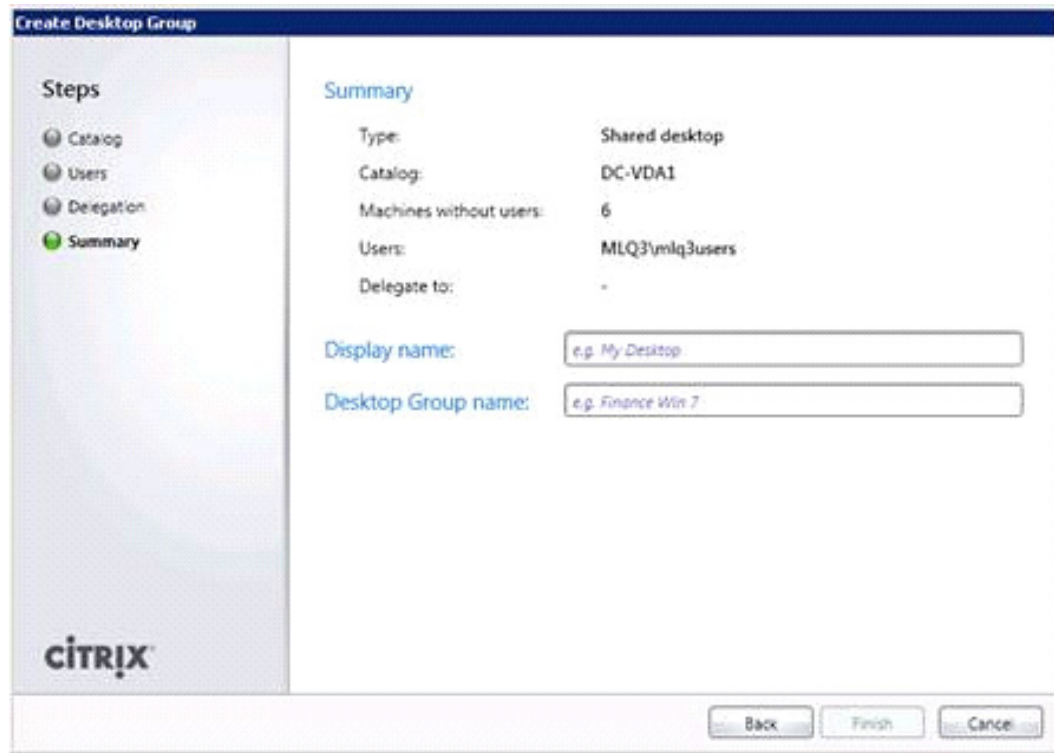 Create Desktop Group
Steps
Catalog
Users
Delegation
Summary
Summary
Type: Shared desktop
Catalog: DC-VDA1
Machines without users: 6
Users: MLQ3\mlq3users
Delegate to: -
Display name: e.g. My Desktop
Desktop Group name: e.g. Finance Win 7
CITRIX
Back Finish Cancel